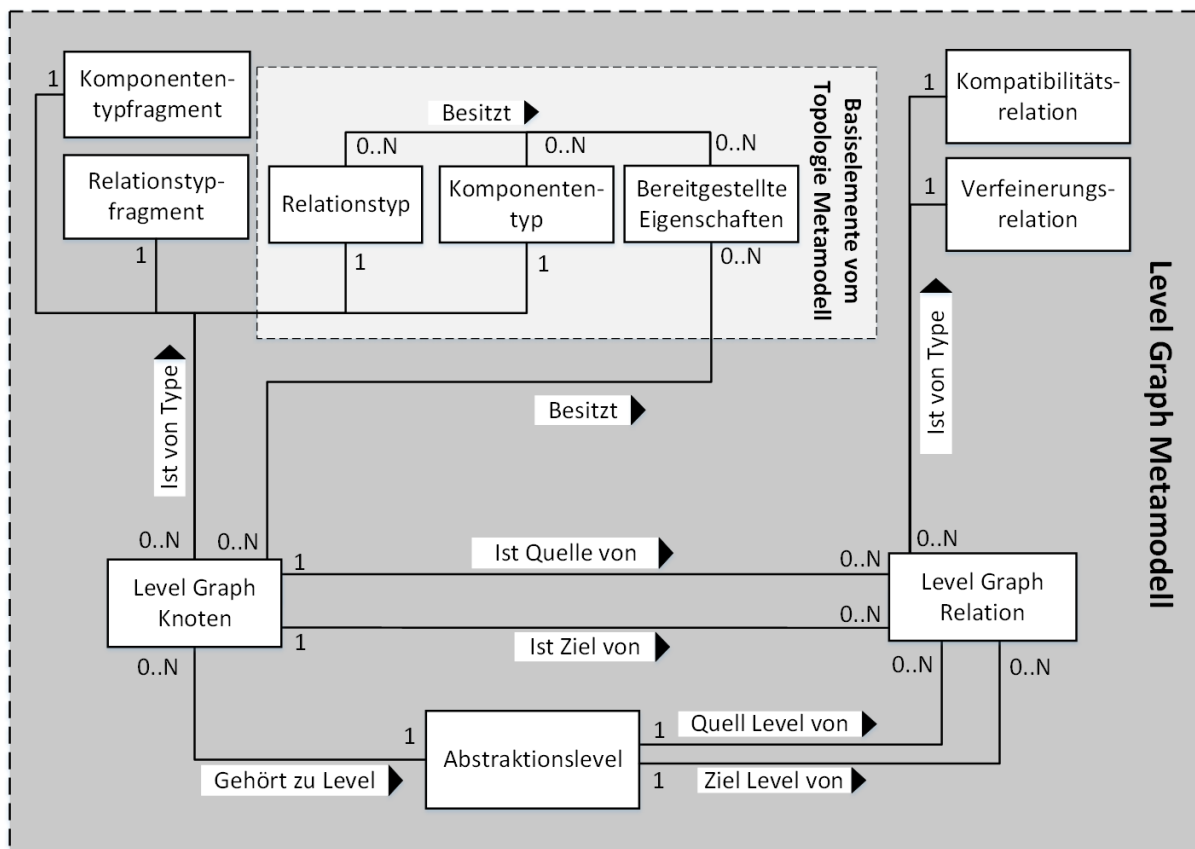 1
Komponenten-
typfragment
Relationstyp-
fragment
1
Besitzt
0..N
0..N
0..N
Relationstyp
Komponenten-
typ
Bereitgestellte
Eigenschaften
1
1
0..N
Basiselemente vom
Topologie Metamodell
1
Kompatibilitäts-
relation
1
Verfeinerungs-
relation
Level Graph Metamodell
Ist von Type
Besitzt
Ist von Type
0..N
0..N
0..N
Level Graph
Knoten
1
Ist Quelle von
0..N
1
Ist Ziel von
0..N
Level Graph
Relation
0..N
0..N
0..N
Gehört zu Level
1
Abstraktionslevel
1
Quell Level von
1
Ziel Level von